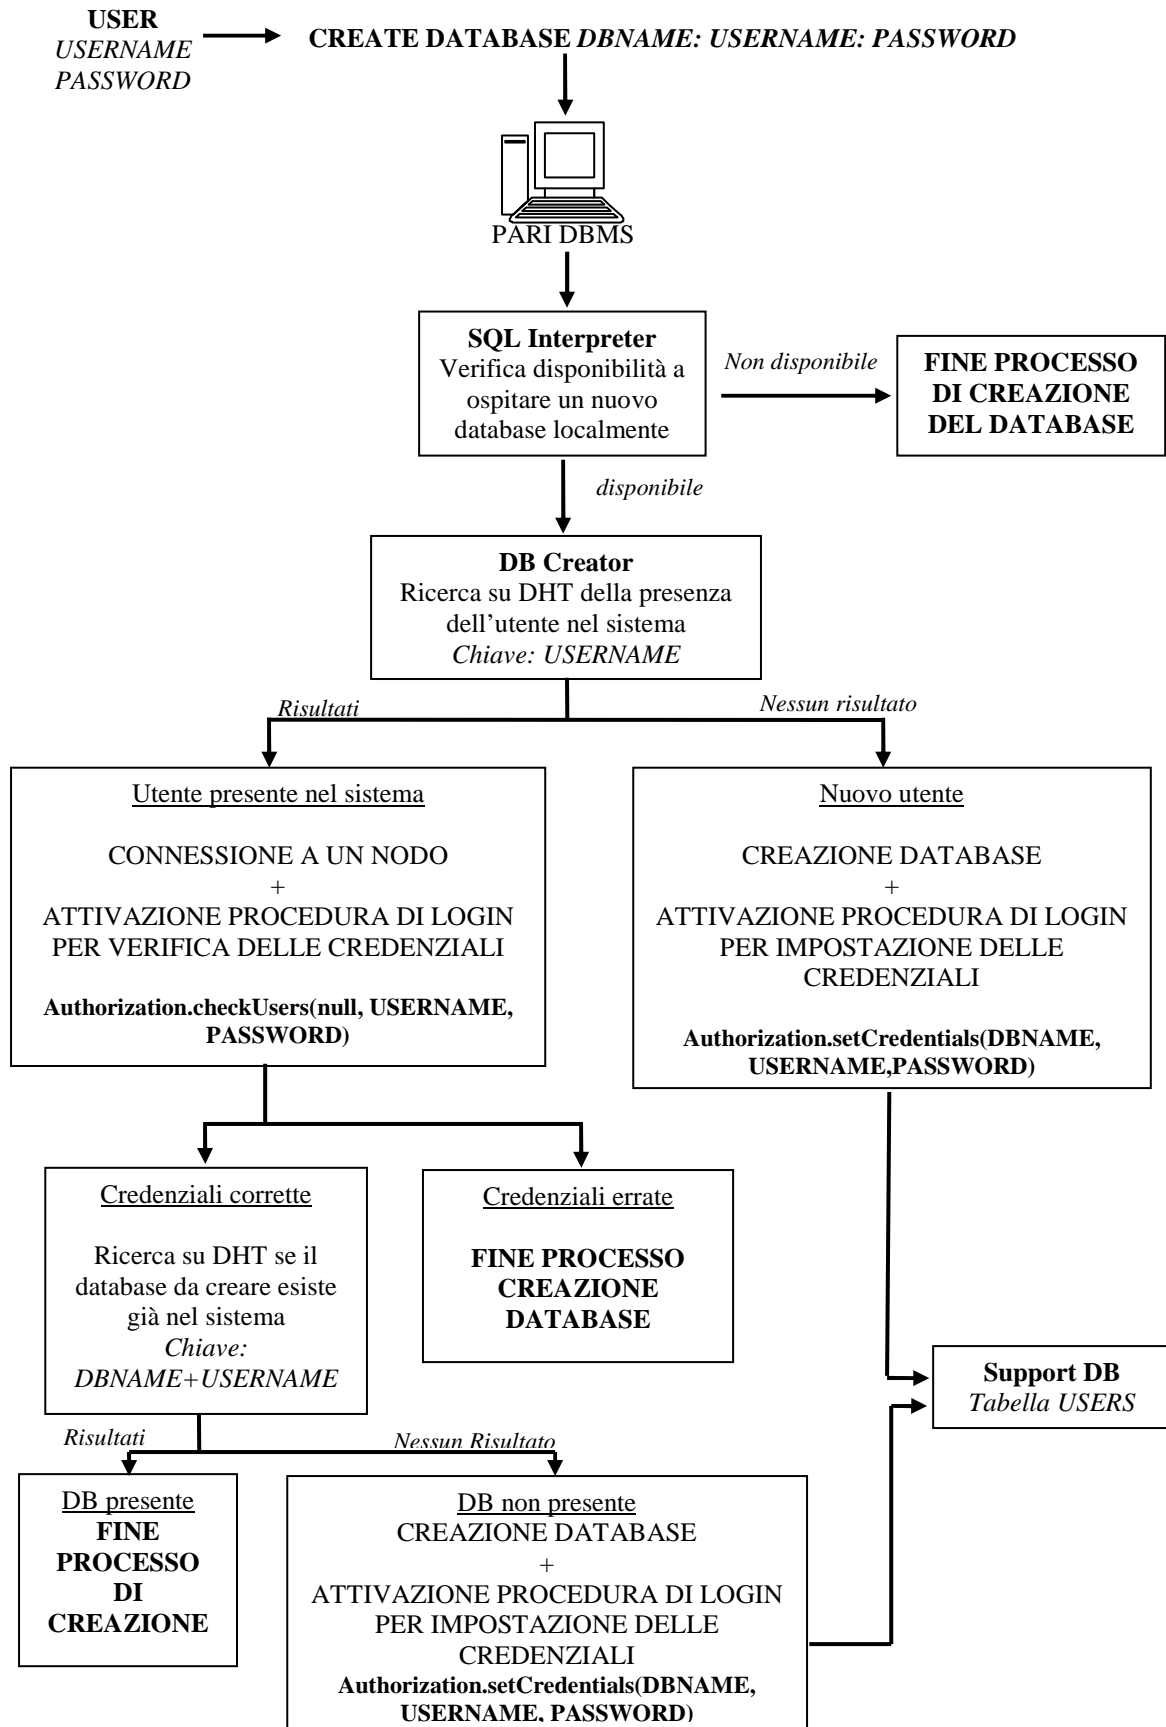 USER
USERNAME
PASSWORD
CREATE DATABASE DBNAME: USERNAME: PASSWORD
PARI DBMS
SQL Interpreter
Verifica disponibilità a
ospitare un nuovo
database localmente
Non disponibile
FINE PROCESSO
DI CREAZIONE
DEL DATABASE
disponibile
DB Creator
Ricerca su DHT della presenza
dell’utente nel sistema
Chiave: USERNAME
Risultati
Nessun risultato
Utente presente nel sistema
CONNESSIONE A UN NODO
+
ATTIVAZIONE PROCEDURA DI LOGIN
PER VERIFICA DELLE CREDENZIALI
Authorization.checkUsers(null, USERNAME,
PASSWORD)
Nuovo utente
CREAZIONE DATABASE
+
ATTIVAZIONE PROCEDURA DI LOGIN
PER IMPOSTAZIONE DELLE
CREDENZIALI
Authorization.setCredentials(DBNAME,
USERNAME,PASSWORD)
Credenziali corrette
Ricerca su DHT se il
database da creare esiste
già nel sistema
Chiave:
DBNAME+USERNAME
Credenziali errate
FINE PROCESSO
CREAZIONE
DATABASE
Support DB
Tabella USERS
Risultati
Nessun Risultato
DB presente
FINE
PROCESSO
DI
CREAZIONE
DB non presente
CREAZIONE DATABASE
+
ATTIVAZIONE PROCEDURA DI LOGIN
PER IMPOSTAZIONE DELLE
CREDENZIALI
Authorization.setCredentials(DBNAME,
USERNAME, PASSWORD)